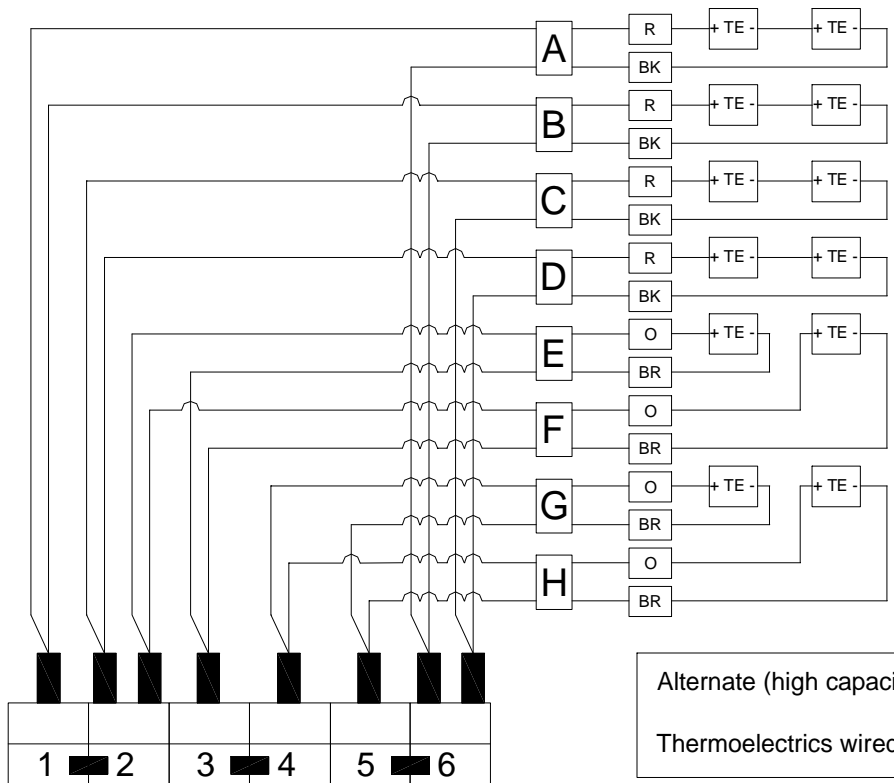 A R + TE - + TE -
BK
B R + TE - + TE -
BK
C R + TE - + TE -
BK
D R + TE - + TE -
BK
E O + TE - + TE -
BR
F O
BR
G O + TE - + TE -
BR
H O
BR
Alternate (high capaci
Thermoelectrics wired
1 2 3 4 5 6